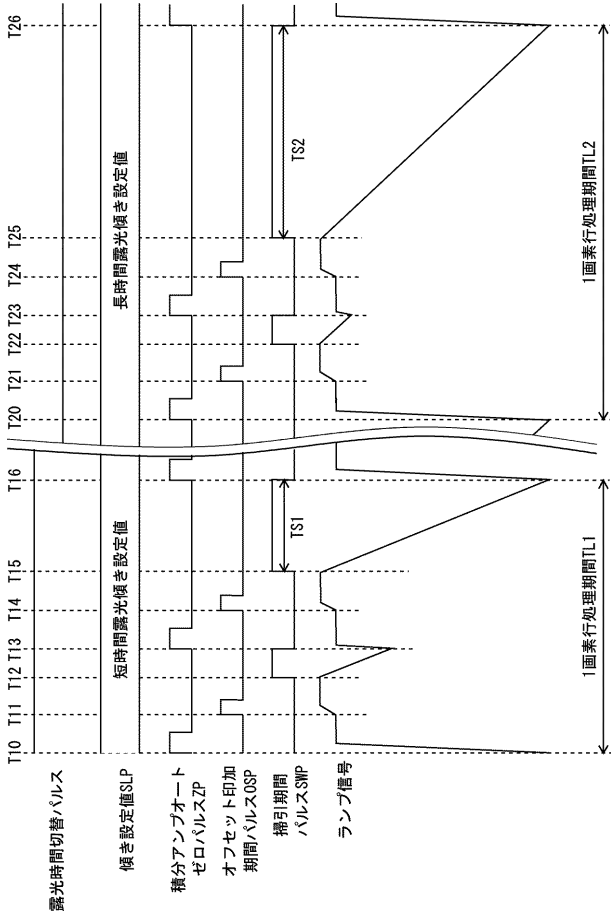 T10 T11 T12 T13 T14 T15 T16 T20 T21 T22 T23 T24 T25 T26
露光時間切替パルス
傾き設定値SLP
短時間露光傾き設定値
長時間露光傾き設定値
積分アンプオート
ゼロパルスZP
オフセット印加
期間パルスOSP
掃引期間
パルスSWP
TS1
TS2
ランプ信号
1画素行処理期間TL1
1画素行処理期間TL2